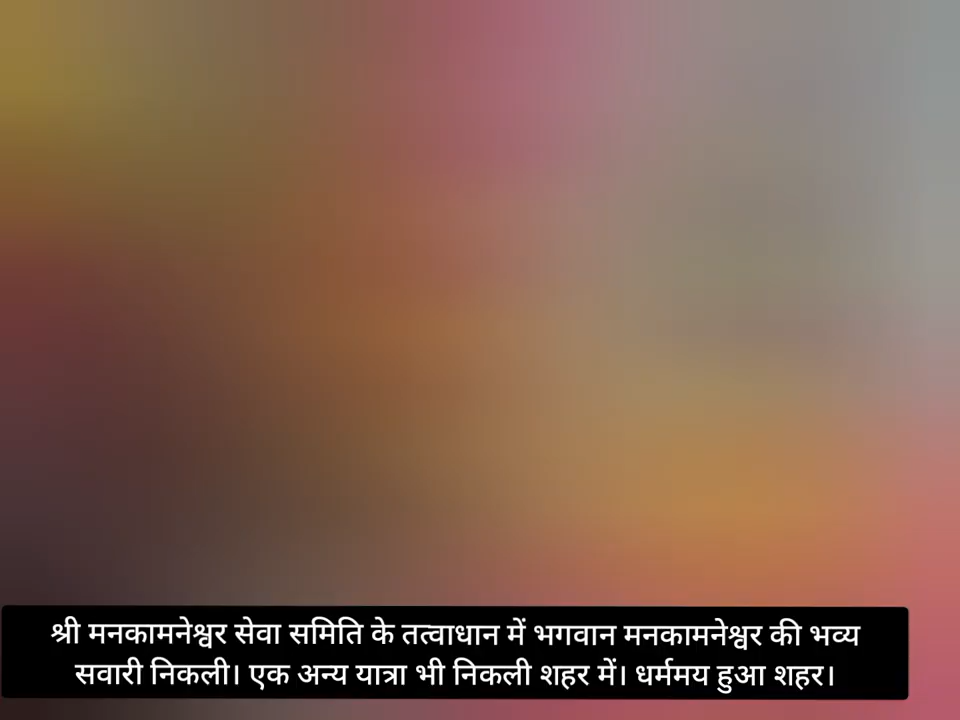 श्री मनकामनेश्वर सेवा समिति के तत्वाधान में भगवान मनकामनेश्वर की भव्य
सवारी निकली। एक अन्य यात्रा भी निकली शहर में। धर्ममय हुआ शहर।